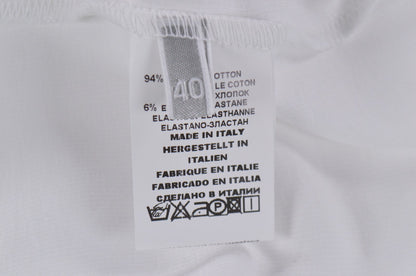 40
94% OTTON
LE COTON
ХЛОПОК
6% E ASTANE
ELA ELASTHANNE
ELASTANO-ЭЛАСТАН
MADE IN ITALY
HERGESTELLT IN
ITALIEN
FABRIQUE EN ITALIE
FABRICADO EN ITALIA
СДЕЛАНО В ИТАЛИИ